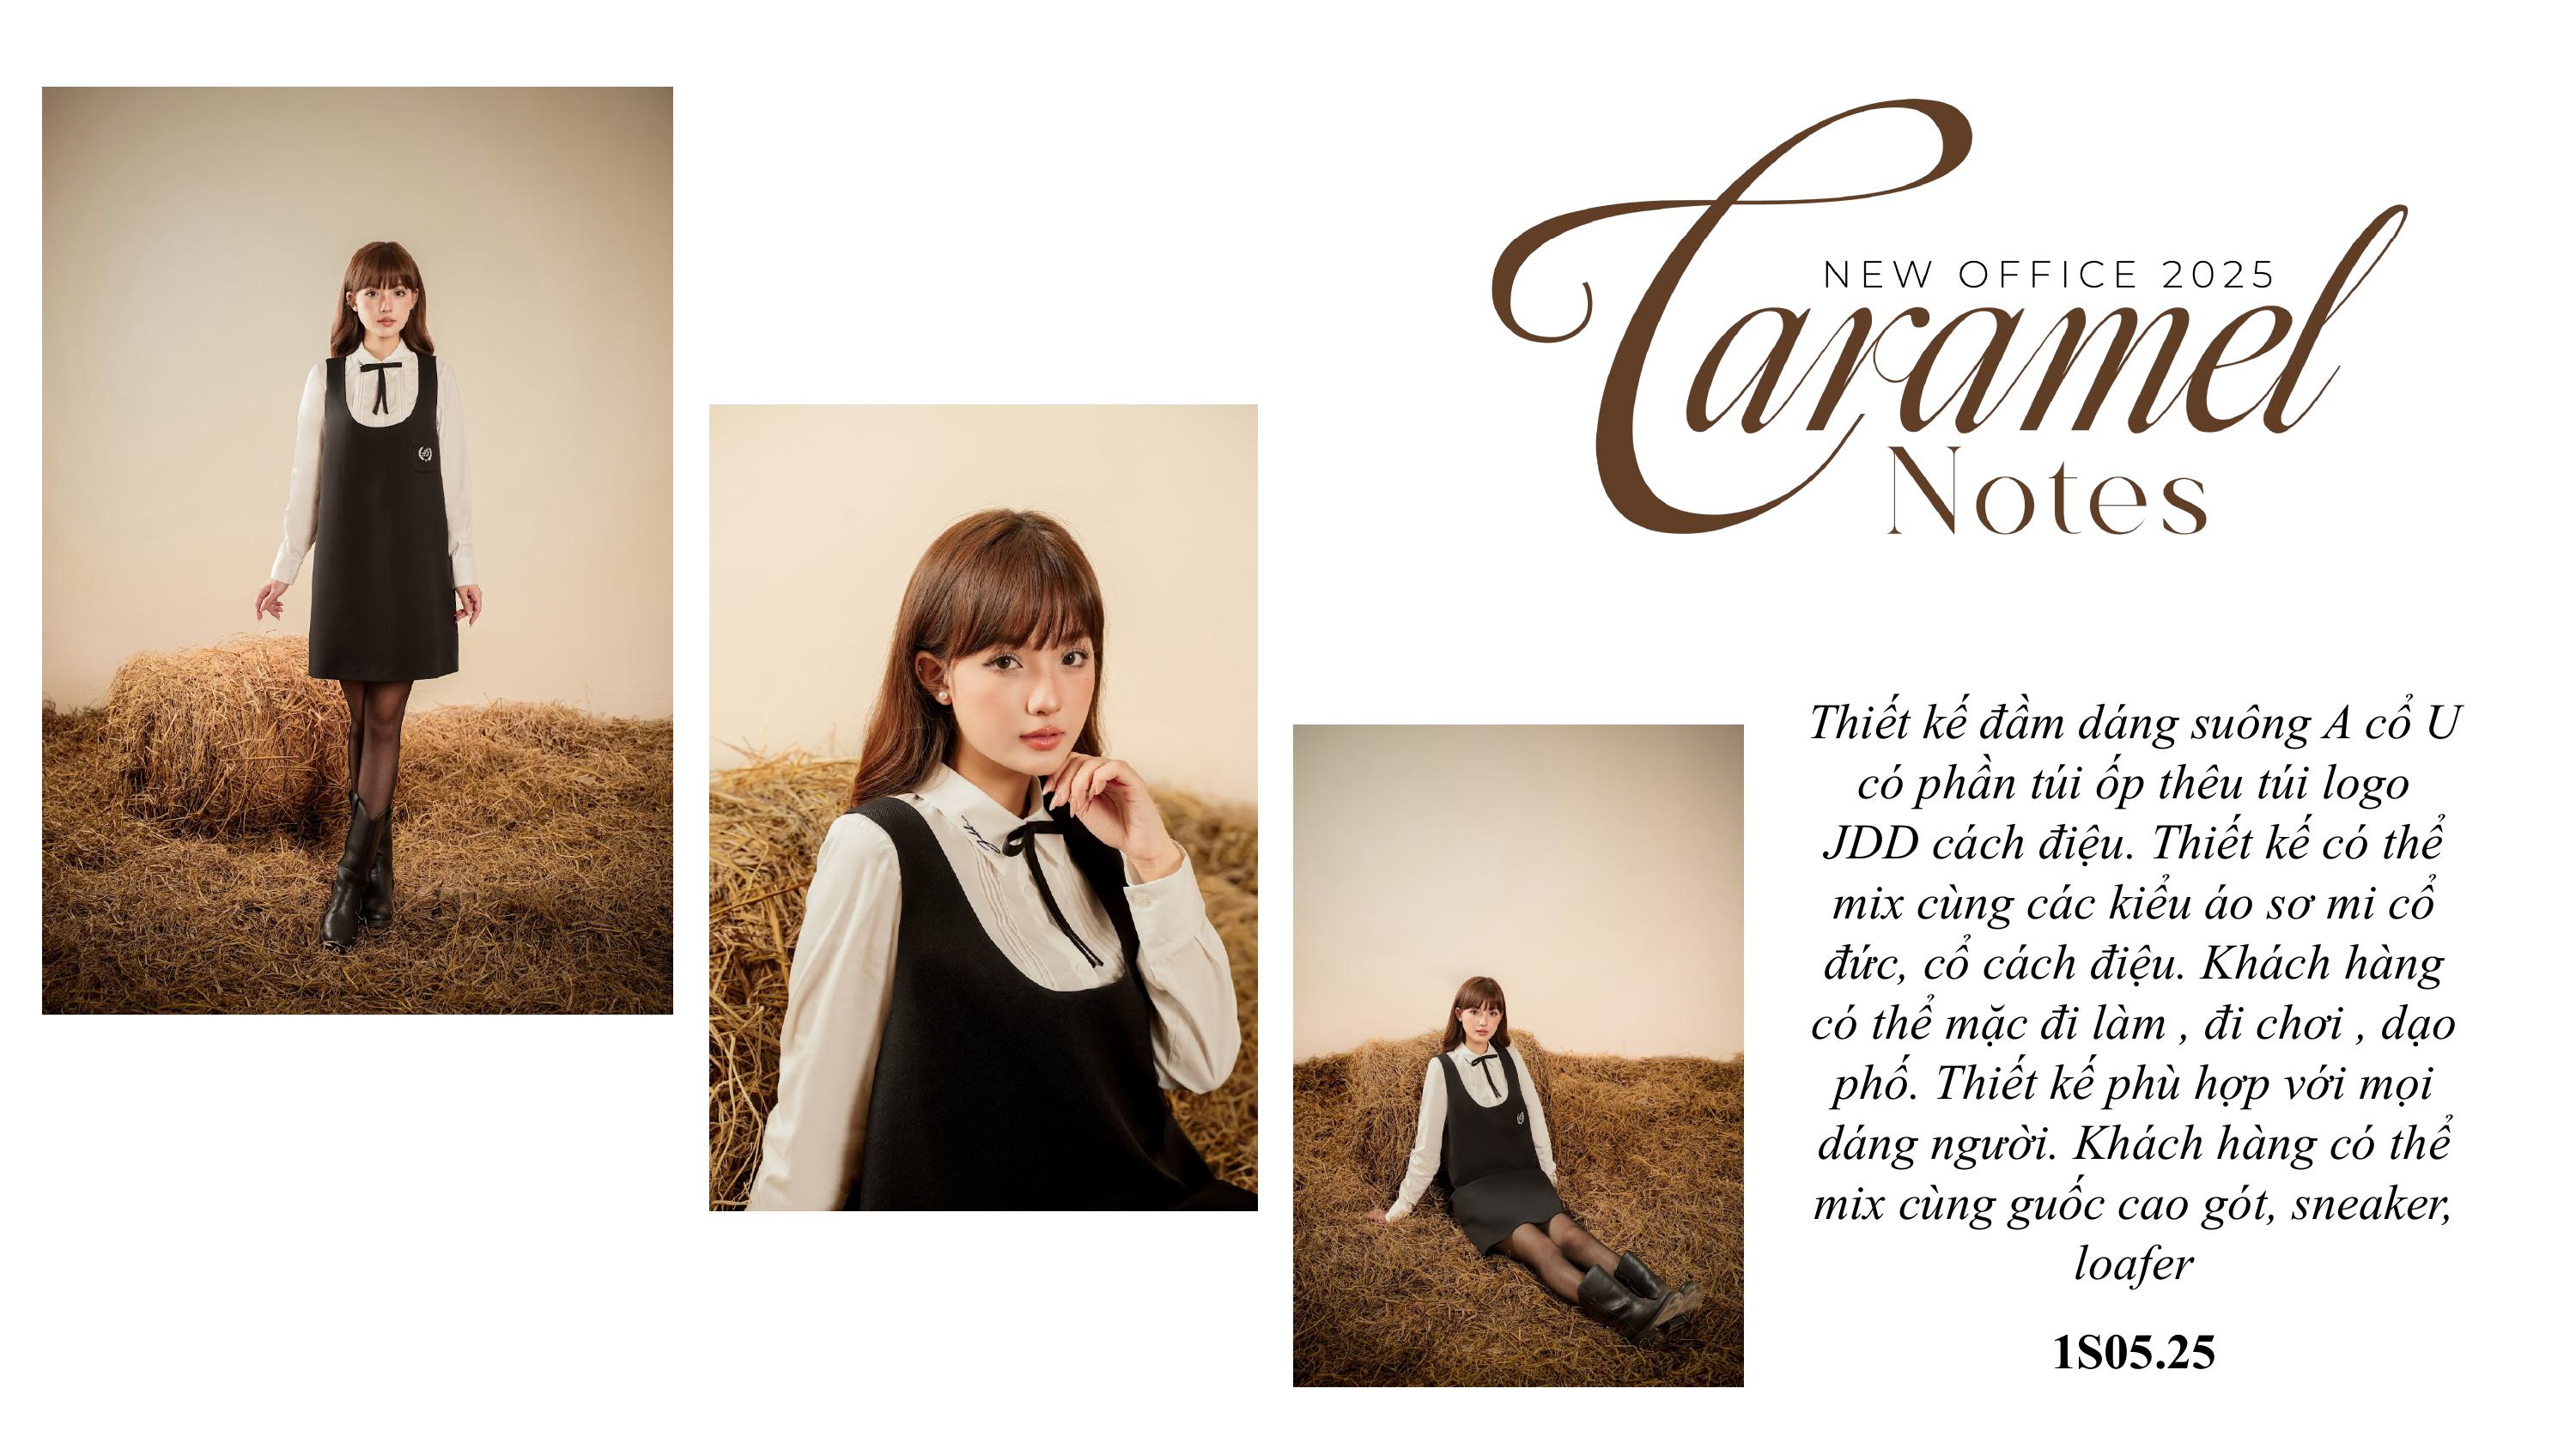 NEW OFFICE 2025
Caramel
Notes
Thiết kế đầm dáng suông A cổ U
có phần túi ốp thêu túi logo
JDD cách điệu. Thiết kế có thể
mix cùng các kiểu áo sơ mi cổ
đức, cổ cách điệu. Khách hàng
có thể mặc đi làm , đi chơi , dạo
phố. Thiết kế phù hợp với mọi
dáng người. Khách hàng có thể
mix cùng guốc cao gót, sneaker,
loafer
1S05.25